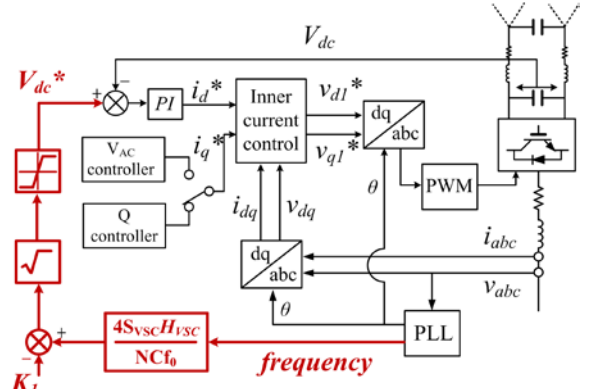 V_dc
V_dc*
+
−
PI
i_d*
Inner
current
control
v_d1*
v_q1*
dq
abc
i_q*
V_AC
controller
Q
controller
θ
PWM
i_dq
v_dq
dq
abc
i_abc
v_abc
θ
PLL
√
+
−
4S_VSC H_VSC
NCf_0
frequency
K_1